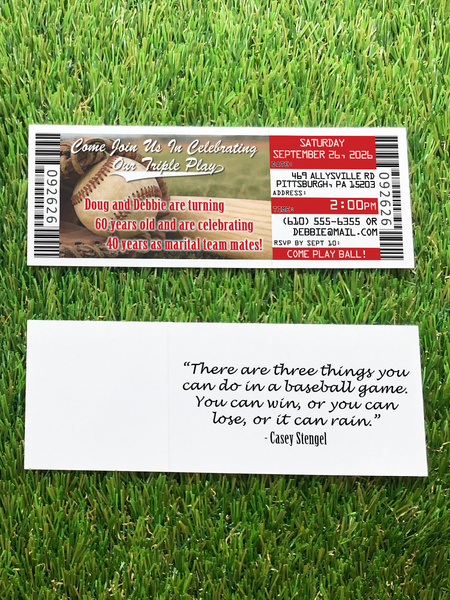 Come Join Us In Celebrating
Our Triple Play
Doug and Debbie are turning
60 years old and are celebrating
40 years as marital team mates!
092626
SATURDAY
SEPTEMBER 26, 2026
469 ALLYSVILLE RD
PITTSBURGH, PA 15203
ADDRESS:
TIME:
2:00PM
(610) 555-6355 OR
DEBBIE@MAIL.COM
RSVP BY SEPT 10:
COME PLAY BALL!
092626
“There are three things you
can do in a baseball game.
You can win, or you can
lose, or it can rain.”
- Casey Stengel